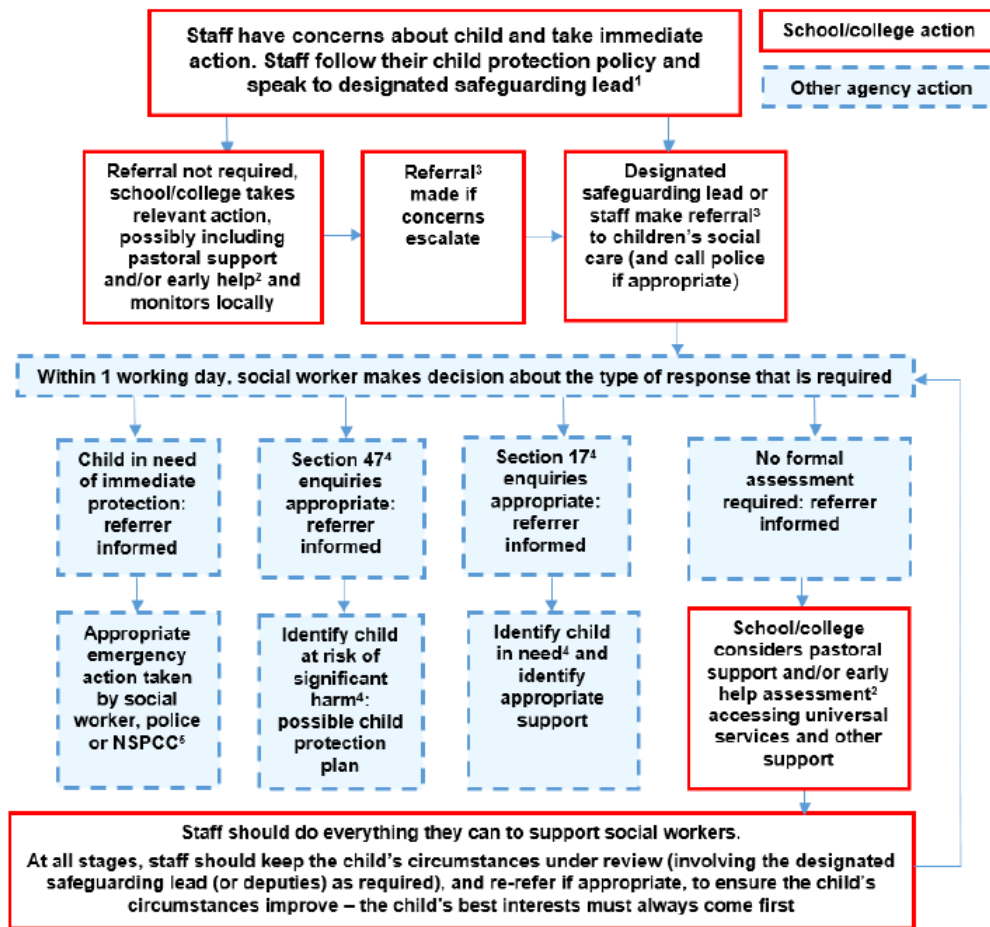 Staff have concerns about child and take immediate
action. Staff follow their child protection policy and
speak to designated safeguarding lead¹
School/college action
Other agency action
Referral not required,
school/college takes
relevant action,
possibly including
pastoral support
and/or early help² and
monitors locally
Referral³
made if
concerns
escalate
Designated
safeguarding lead or
staff make referral³
to children's social
care (and call police
if appropriate)
Within 1 working day, social worker makes decision about the type of response that is required
Child in need
of immediate
protection:
referrer
informed
Section 47⁴
enquiries
appropriate:
referrer
informed
Section 17⁴
enquiries
appropriate:
referrer
informed
No formal
assessment
required: referrer
informed
Appropriate
emergency
action taken
by social
worker, police
or NSPCC⁵
Identify child
at risk of
significant
harm⁴:
possible child
protection
plan
Identify child
in need⁴ and
identify
appropriate
support
School/college
considers pastoral
support and/or early
help assessment²
accessing universal
services and other
support
Staff should do everything they can to support social workers.
At all stages, staff should keep the child's circumstances under review (involving the designated
safeguarding lead (or deputies) as required), and re-refer if appropriate, to ensure the child's
circumstances improve – the child's best interests must always come first